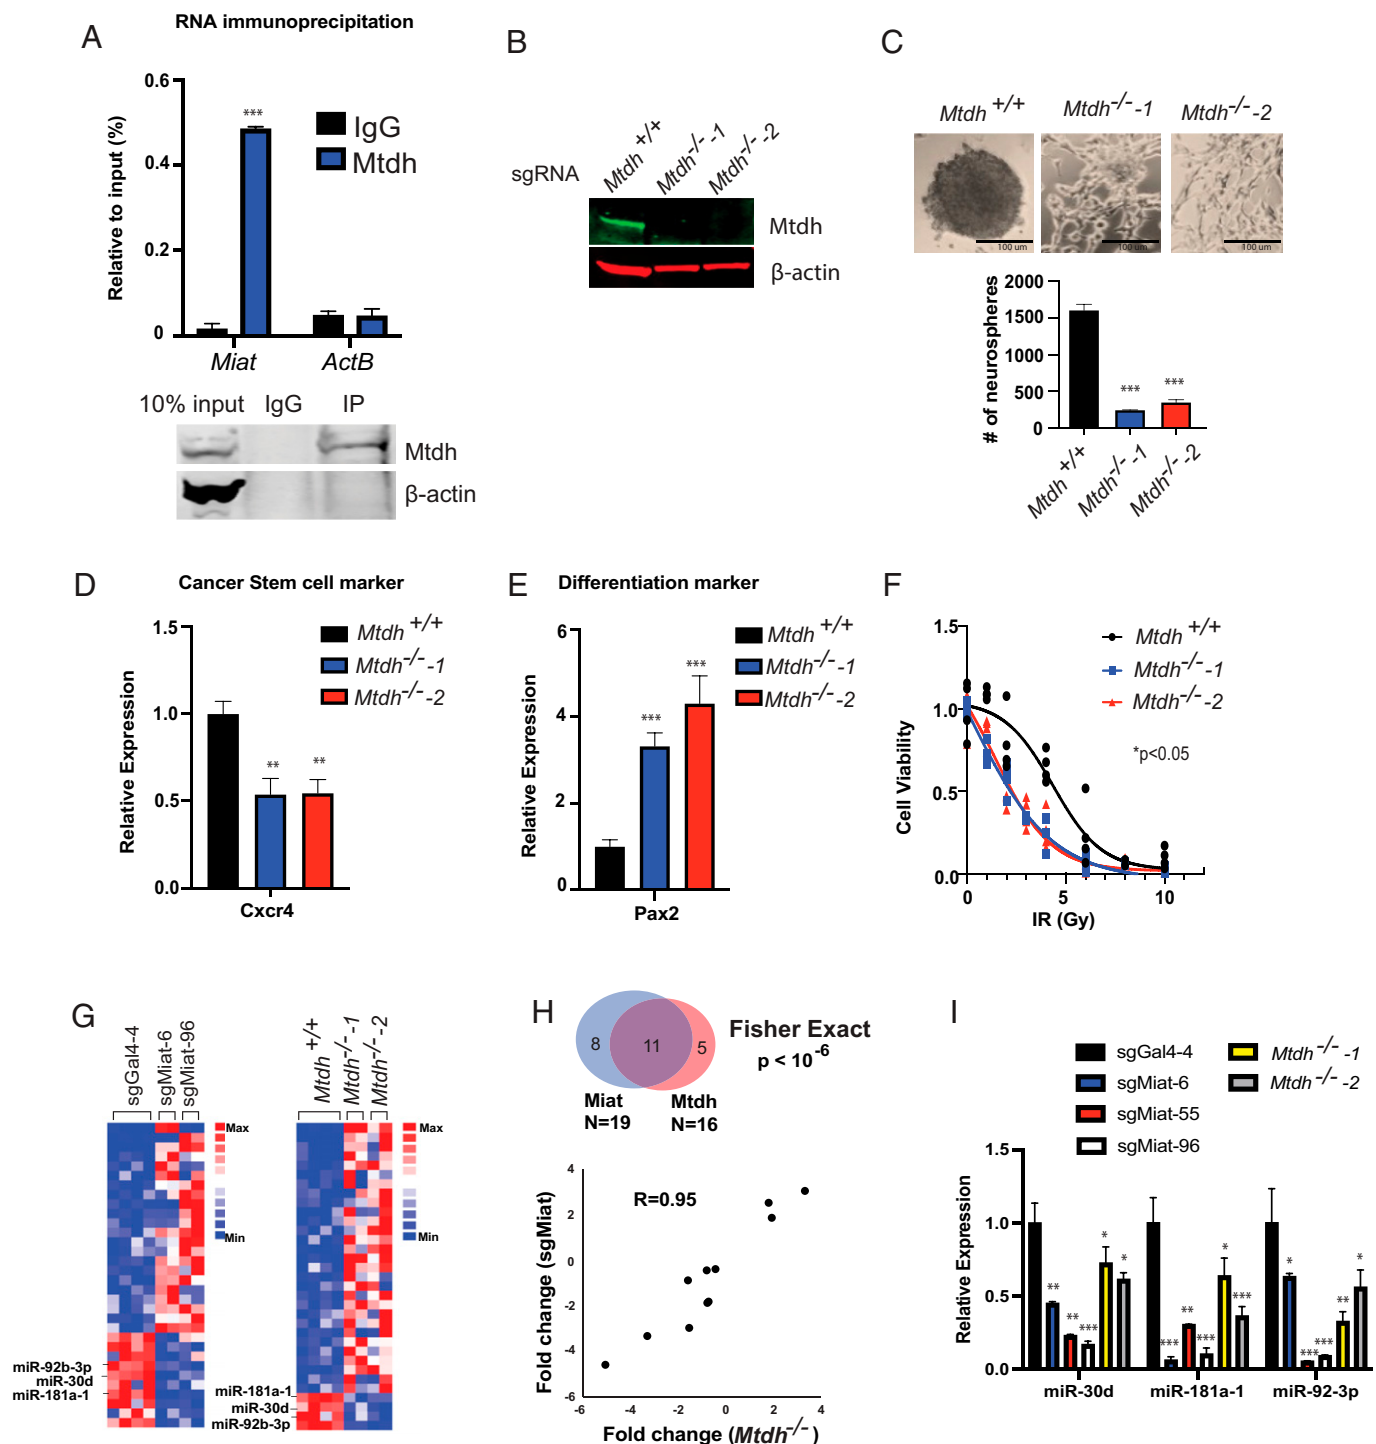 A
RNA immunoprecipitation
Relative to input (%)
0.6
0.4
0.2
0
***
IgG
Mtdh
Miat
ActB
10% input IgG IP
Mtdh
β-actin
B
sgRNA
Mtdh +/+
Mtdh-/- -1
Mtdh-/- -2
Mtdh
β-actin
C
Mtdh +/+
Mtdh-/- -1
Mtdh-/- -2
100 um
100 um
100 um
# of neurospheres
2000
1500
1000
500
0
***
***
Mtdh +/+
Mtdh-/- -1
Mtdh-/- -2
D
Cancer Stem cell marker
Relative Expression
1.5
1.0
0.5
0.0
**
**
Mtdh +/+
Mtdh-/- -1
Mtdh-/- -2
Cxcr4
E
Differentiation marker
Relative Expression
6
4
2
0
***
***
Mtdh +/+
Mtdh-/- -1
Mtdh-/- -2
Pax2
F
Cell Viability
1.5
1.0
0.5
0.0
Mtdh +/+
Mtdh-/- -1
Mtdh-/- -2
*p<0.05
0
5
10
IR (Gy)
G
sgGal4-4
sgMiat-6
sgMiat-96
Max
Min
miR-92b-3p
miR-30d
miR-181a-1
Mtdh +/+
Mtdh-/- -1
Mtdh-/- -2
Max
Min
miR-181a-1
miR-30d
miR-92b-3p
H
8
11
5
Fisher Exact
p < 10-6
Miat
N=19
Mtdh
N=16
Fold change (sgMiat)
4
2
0
-2
-4
-6
R=0.95
-6
-4
-2
0
2
4
Fold change (Mtdh-/-)
I
sgGal4-4
sgMiat-6
sgMiat-55
sgMiat-96
Mtdh-/- -1
Mtdh-/- -2
Relative Expression
1.5
1.0
0.5
0.0
**
**
***
*
*
***
**
***
*
***
*
***
***
**
*
miR-30d
miR-181a-1
miR-92-3p